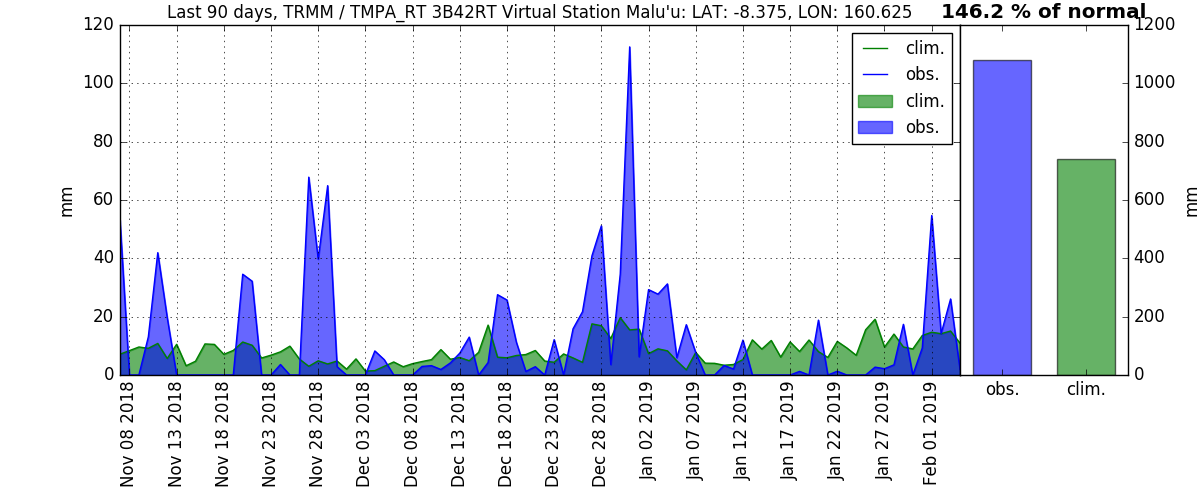 Last 90 days, TRMM / TMPA_RT 3B42RT Virtual Station Malu'u: LAT: -8.375, LON: 160.625
146.2 % of normal
120
100
80
60
40
20
0
mm
clim.
obs.
clim.
obs.
1200
1000
800
600
400
200
0
mm
obs.
clim.
Nov 08 2018
Nov 13 2018
Nov 18 2018
Nov 23 2018
Nov 28 2018
Dec 03 2018
Dec 08 2018
Dec 13 2018
Dec 18 2018
Dec 23 2018
Dec 28 2018
Jan 02 2019
Jan 07 2019
Jan 12 2019
Jan 17 2019
Jan 22 2019
Jan 27 2019
Feb 01 2019